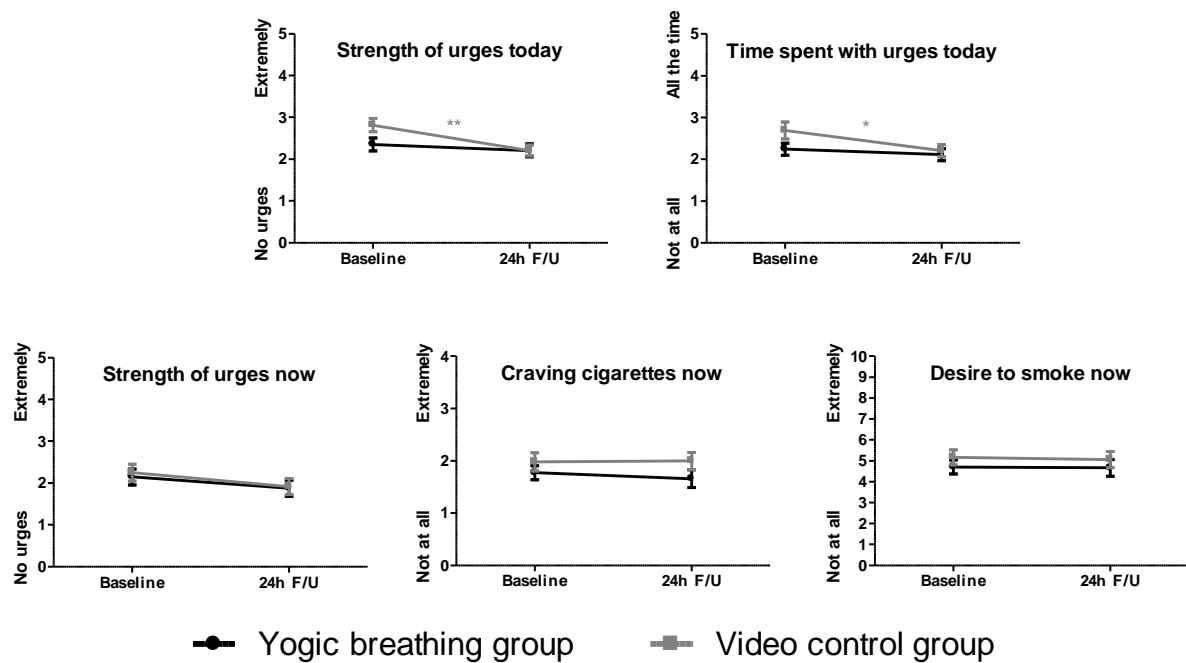 Strength of urges today
Extremely
No urges
5
4
3
2
1
0
**
Baseline
24h F/U
Time spent with urges today
All the time
Not at all
5
4
3
2
1
0
*
Baseline
24h F/U
Strength of urges now
Extremely
No urges
5
4
3
2
1
0
Baseline
24h F/U
Craving cigarettes now
Extremely
Not at all
4
3
2
1
0
Baseline
24h F/U
Desire to smoke now
Extremely
Not at all
10
9
8
7
6
5
4
3
2
1
0
Baseline
24h F/U
Yogic breathing group
Video control group